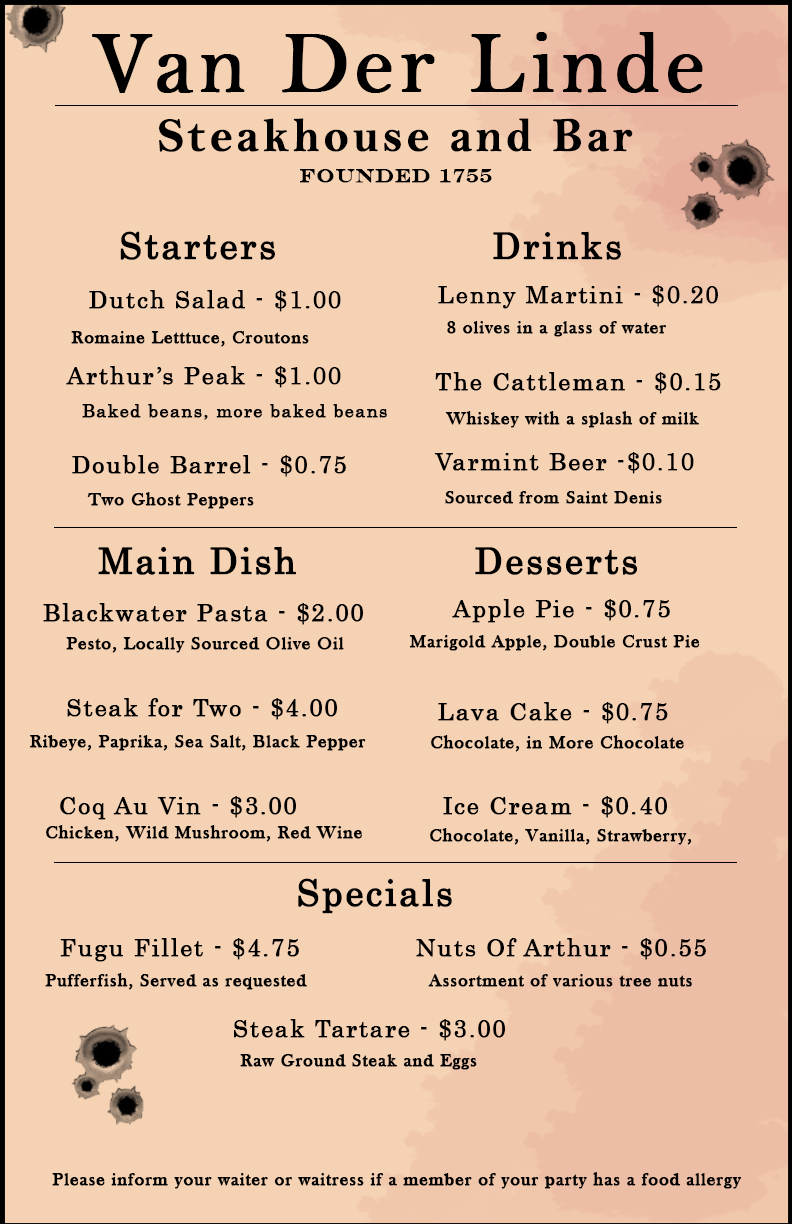 Van Der Linde
Steakhouse and Bar
FOUNDED 1755
Starters
Dutch Salad - $1.00
Romaine Letttuce, Croutons
Arthur’s Peak - $1.00
Baked beans, more baked beans
Double Barrel - $0.75
Two Ghost Peppers
Drinks
Lenny Martini - $0.20
8 olives in a glass of water
The Cattleman - $0.15
Whiskey with a splash of milk
Varmint Beer -$0.10
Sourced from Saint Denis
Main Dish
Blackwater Pasta - $2.00
Pesto, Locally Sourced Olive Oil
Steak for Two - $4.00
Ribeye, Paprika, Sea Salt, Black Pepper
Coq Au Vin - $3.00
Chicken, Wild Mushroom, Red Wine
Desserts
Apple Pie - $0.75
Marigold Apple, Double Crust Pie
Lava Cake - $0.75
Chocolate, in More Chocolate
Ice Cream - $0.40
Chocolate, Vanilla, Strawberry,
Specials
Fugu Fillet - $4.75
Pufferfish, Served as requested
Nuts Of Arthur - $0.55
Assortment of various tree nuts
Steak Tartare - $3.00
Raw Ground Steak and Eggs
Please inform your waiter or waitress if a member of your party has a food allergy